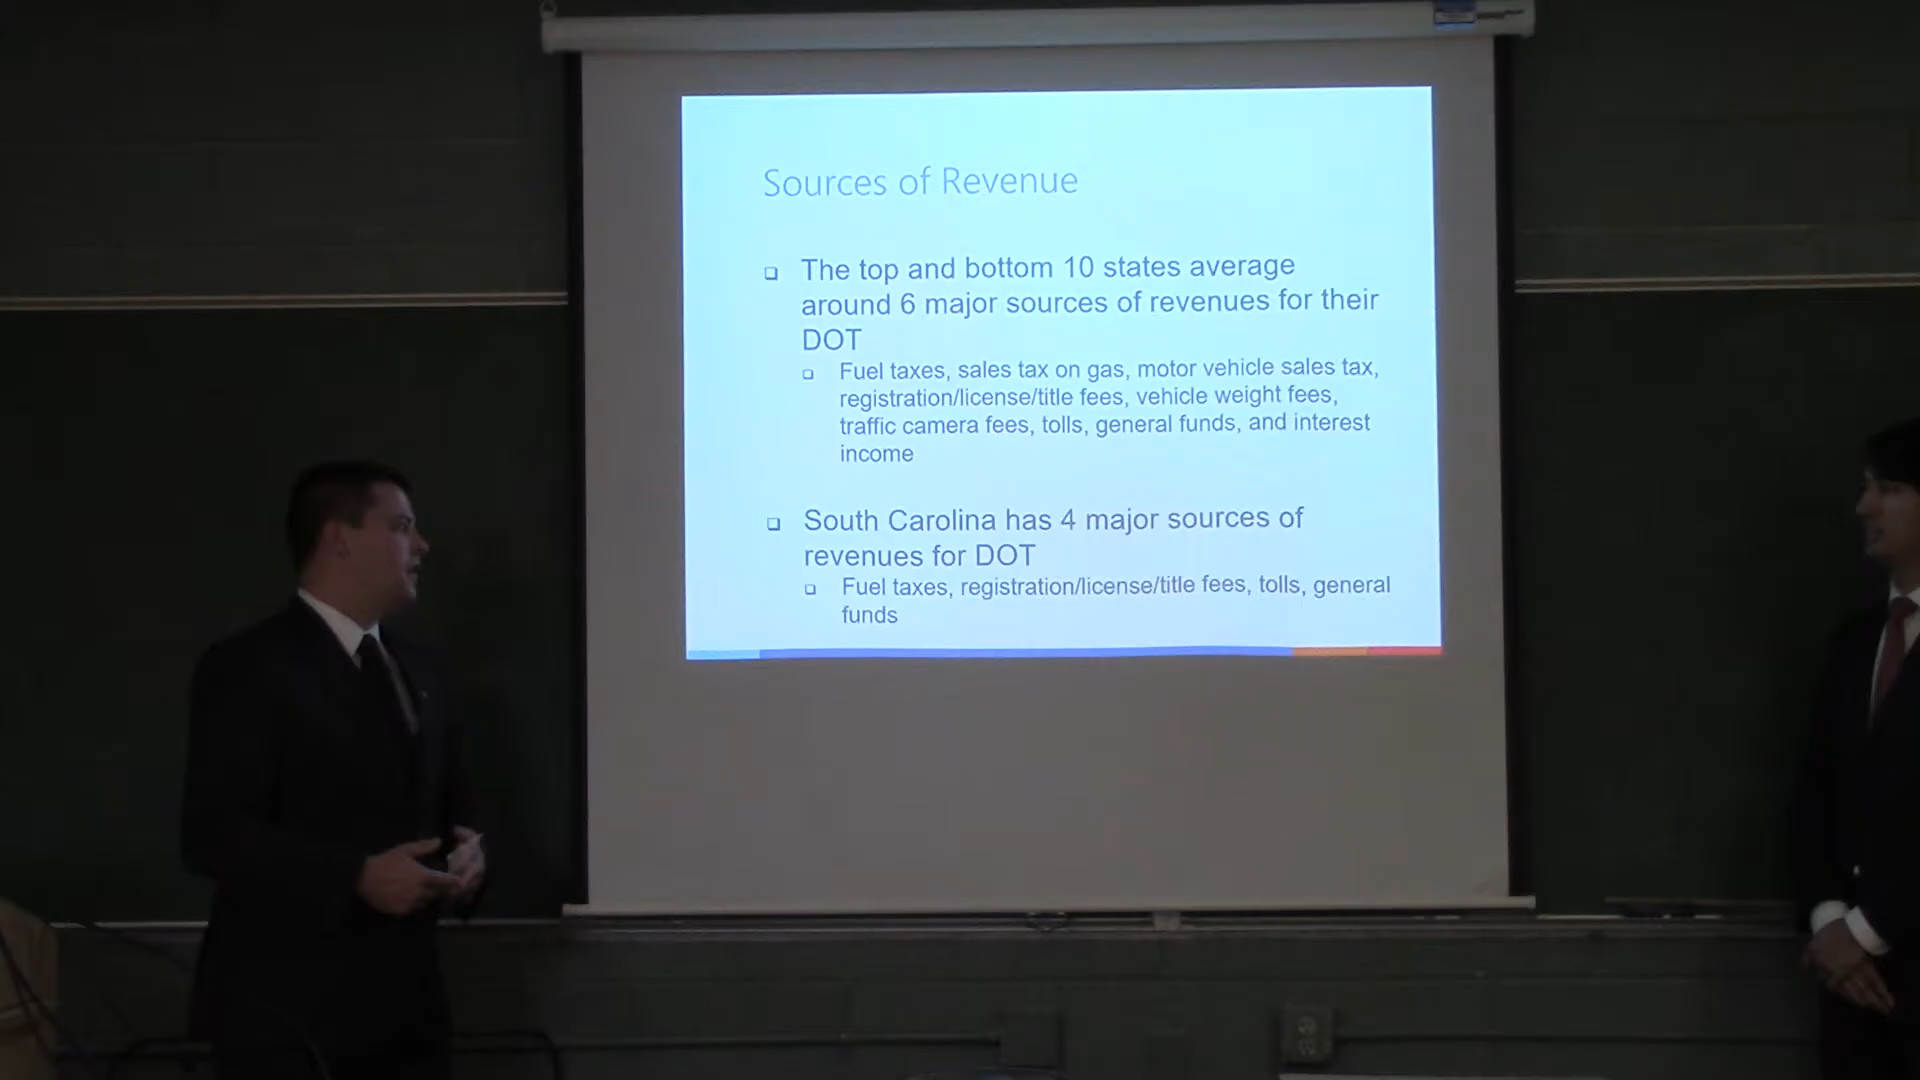 Sources of Revenue
The top and bottom 10 states average
around 6 major sources of revenues for their
DOT
Fuel taxes, sales tax on gas, motor vehicle sales tax,
registration/license/title fees, vehicle weight fees,
traffic camera fees, tolls, general funds, and interest
income
South Carolina has 4 major sources of
revenues for DOT
Fuel taxes, registration/license/title fees, tolls, general
funds